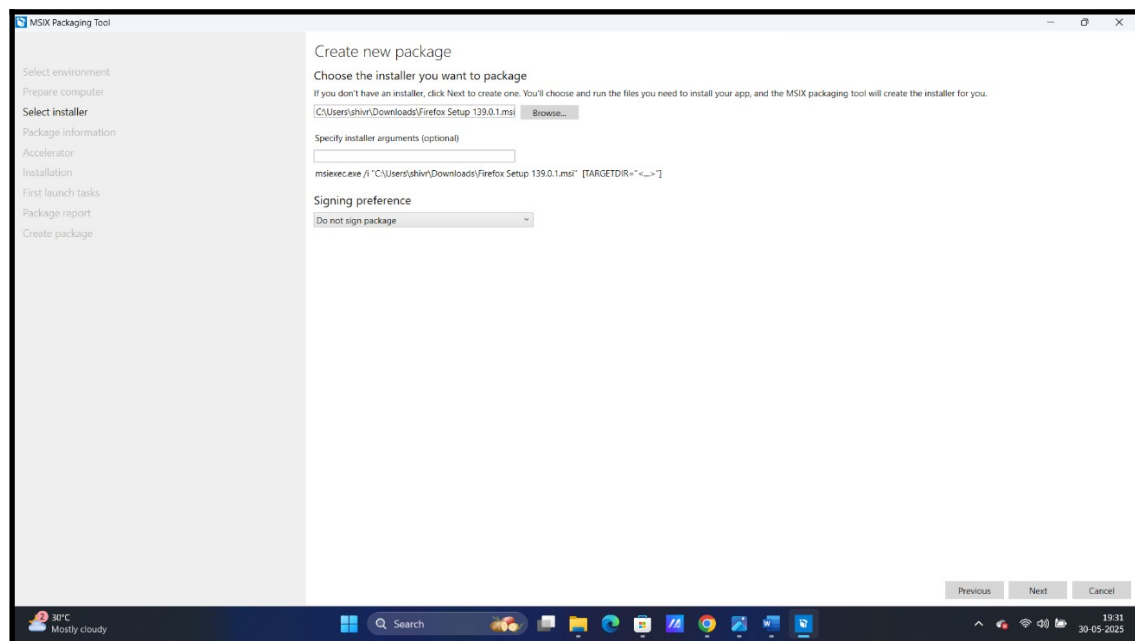 MSIX Packaging Tool
Create new package
Select environment
Prepare computer
Select installer
Package information
Accelerator
Installation
First launch tasks
Package report
Create package
Choose the installer you want to package
If you don't have an installer, click Next to create one. You'll choose and run the files you need to install your app, and the MSIX packaging tool will create the installer for you.
C:\Users\shivr\Downloads\Firefox Setup 139.0.1.msi Browse...
Specify installer arguments (optional)
msiexec.exe /i "C:\Users\shivr\Downloads\Firefox Setup 139.0.1.msi" [TARGETDIR="<...>"]
Signing preference
Do not sign package
Previous Next Cancel
2
30°C
Mostly cloudy
Search
19:31
30-05-2025